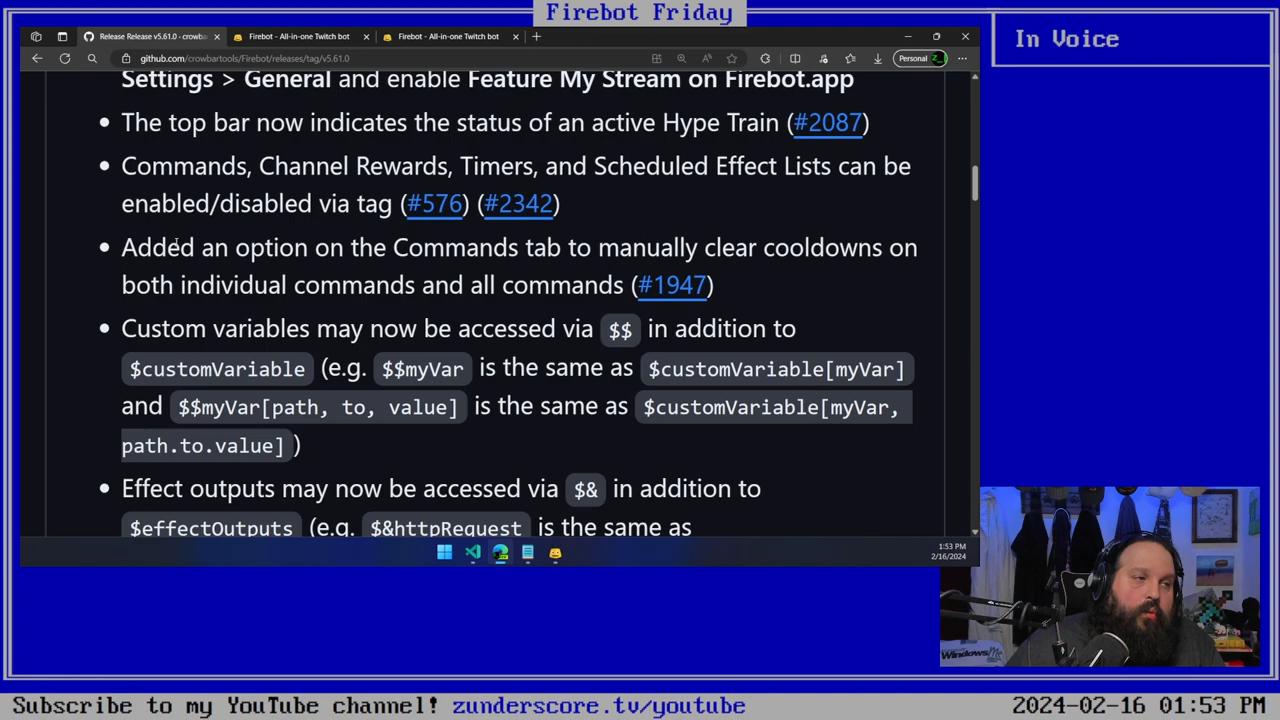 Firebot Friday
Release Release v5.61.0 · crowba
Firebot - All-in-one Twitch bot
Firebot - All-in-one Twitch bot
github.com/crowbartools/Firebot/releases/tag/v5.61.0
Personal
In Voice
Settings > General and enable Feature My Stream on Firebot.app
• The top bar now indicates the status of an active Hype Train (#2087)
• Commands, Channel Rewards, Timers, and Scheduled Effect Lists can be
enabled/disabled via tag (#576) (#2342)
• Added an option on the Commands tab to manually clear cooldowns on
both individual commands and all commands (#1947)
• Custom variables may now be accessed via $$ in addition to
$customVariable (e.g. $$myVar is the same as $customVariable[myVar]
and $$myVar[path, to, value] is the same as $customVariable[myVar,
path.to.value])
• Effect outputs may now be accessed via $& in addition to
$effectOutputs (e.g. $&httpRequest is the same as
1:53 PM
2/16/2024
Subscribe to my YouTube channel! zunderscore.tv/youtube
2024-02-16 01:53 PM